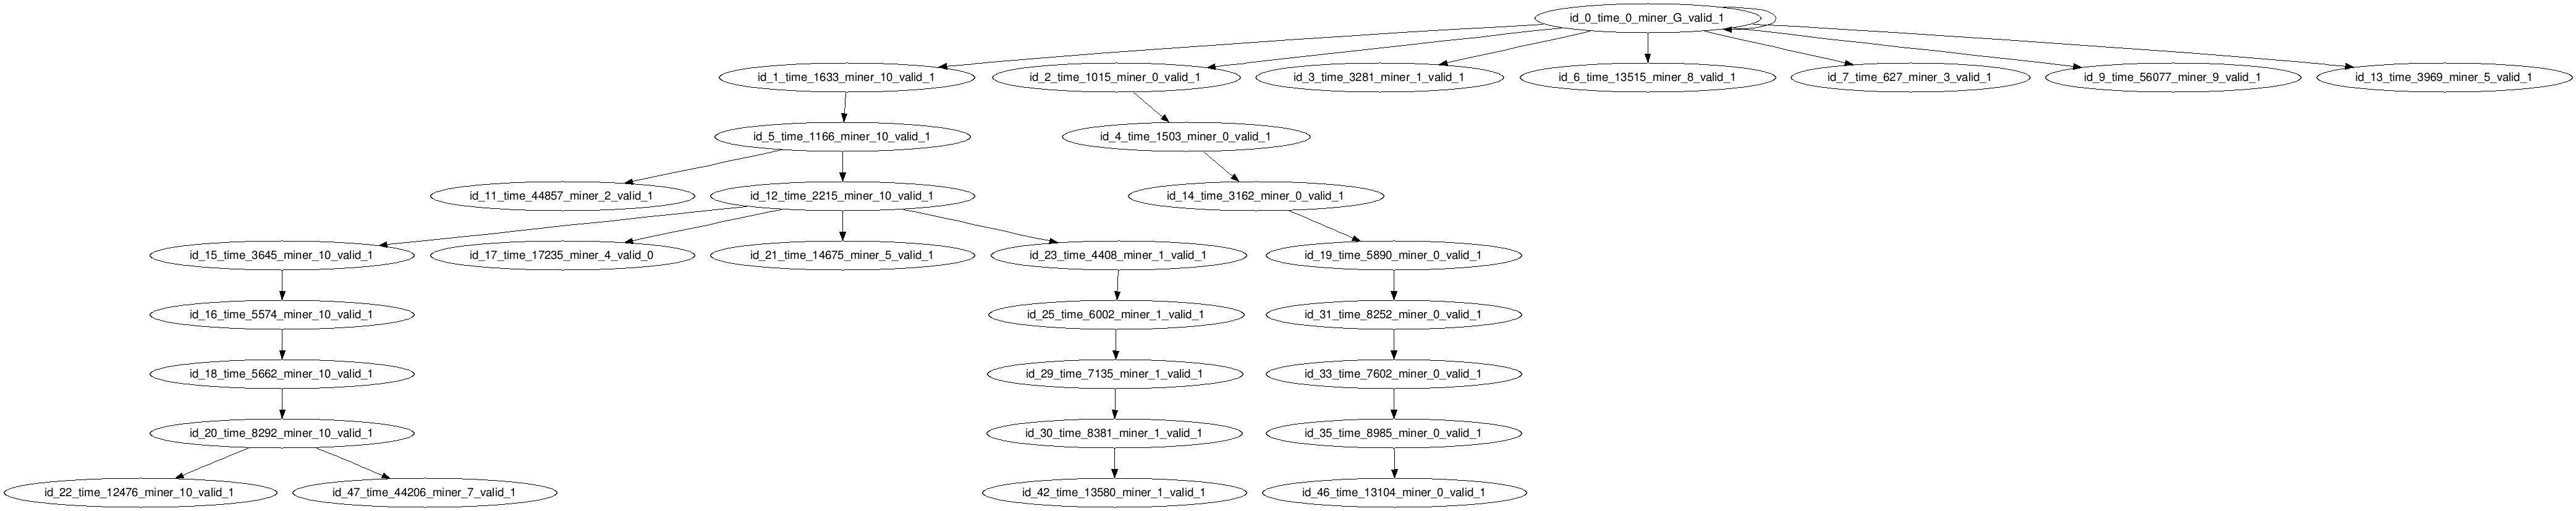 id_0_time_0_miner_G_valid_1
id_1_time_1633_miner_10_valid_1
id_2_time_1015_miner_0_valid_1
id_3_time_3281_miner_1_valid_1
id_6_time_13515_miner_8_valid_1
id_7_time_627_miner_3_valid_1
id_9_time_56077_miner_9_valid_1
id_13_time_3969_miner_5_valid_1
id_5_time_1166_miner_10_valid_1
id_4_time_1503_miner_0_valid_1
id_11_time_44857_miner_2_valid_1
id_12_time_2215_miner_10_valid_1
id_14_time_3162_miner_0_valid_1
id_15_time_3645_miner_10_valid_1
id_17_time_17235_miner_4_valid_0
id_21_time_14675_miner_5_valid_1
id_23_time_4408_miner_1_valid_1
id_19_time_5890_miner_0_valid_1
id_16_time_5574_miner_10_valid_1
id_25_time_6002_miner_1_valid_1
id_31_time_8252_miner_0_valid_1
id_18_time_5662_miner_10_valid_1
id_29_time_7135_miner_1_valid_1
id_33_time_7602_miner_0_valid_1
id_20_time_8292_miner_10_valid_1
id_30_time_8381_miner_1_valid_1
id_35_time_8985_miner_0_valid_1
id_22_time_12476_miner_10_valid_1
id_47_time_44206_miner_7_valid_1
id_42_time_13580_miner_1_valid_1
id_46_time_13104_miner_0_valid_1